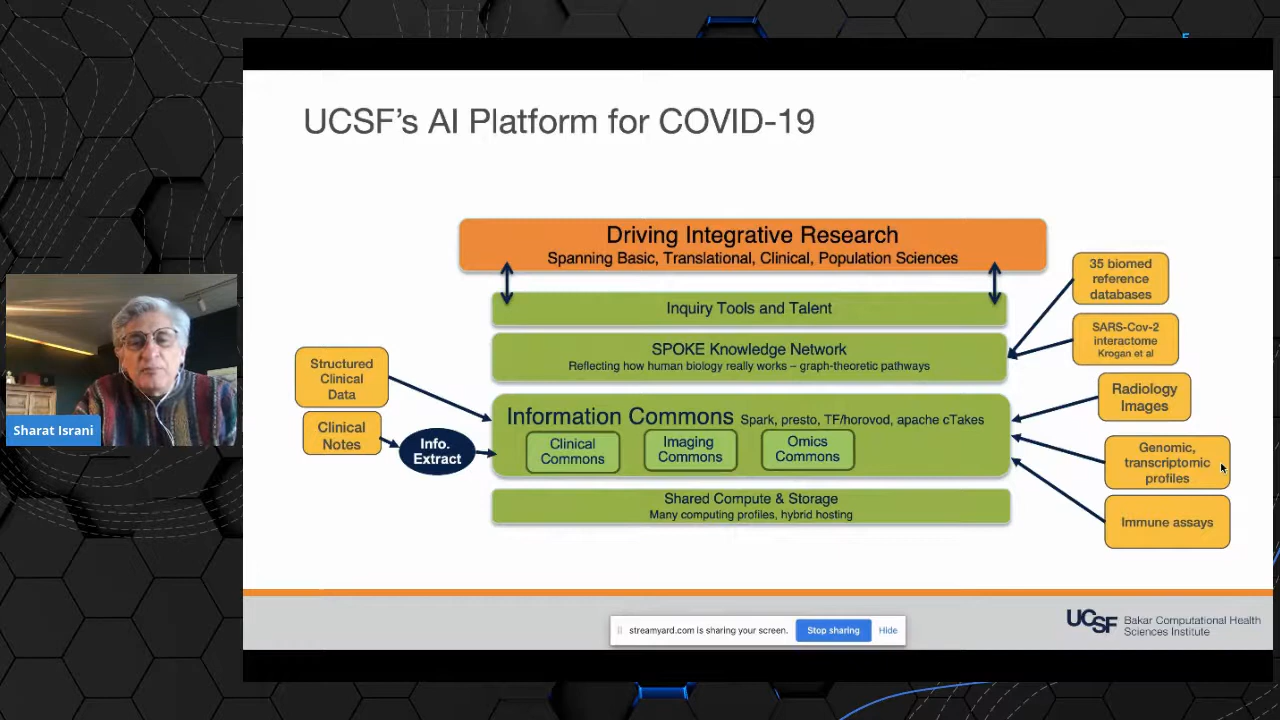 UCSF's AI Platform for COVID-19
Driving Integrative Research
Spanning Basic, Translational, Clinical, Population Sciences
Inquiry Tools and Talent
SPOKE Knowledge Network
Reflecting how human biology really works – graph-theoretic pathways
35 biomed
reference
databases
SARS-Cov-2
interactome
Krogan et al
Structured
Clinical
Data
Clinical
Notes
Info.
Extract
Information Commons Spark, presto, TF/horovod, apache cTakes
Clinical
Commons
Imaging
Commons
Omics
Commons
Radiology
Images
Genomic,
transcriptomic
profiles
Immune assays
Shared Compute & Storage
Many computing profiles, hybrid hosting
Sharat Israni
streamyard.com is sharing your screen.
Stop sharing
Hide
UCSF
Bakar Computational Health
Sciences Institute